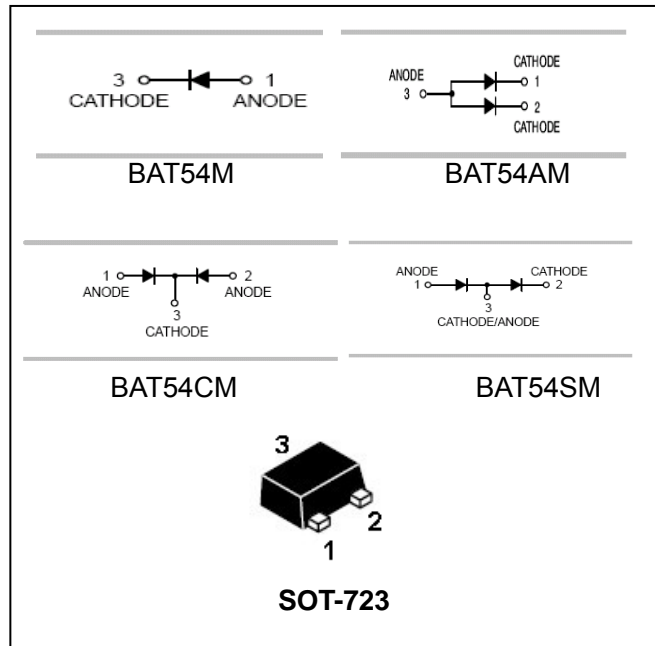 3 1
CATHODE ANODE
BAT54M
CATHODE
ANODE 1
3
2
CATHODE
BAT54AM
1 2
ANODE ANODE
3
CATHODE
BAT54CM
ANODE CATHODE
1 2
3
CATHODE/ANODE
BAT54SM
3
2
1
SOT-723